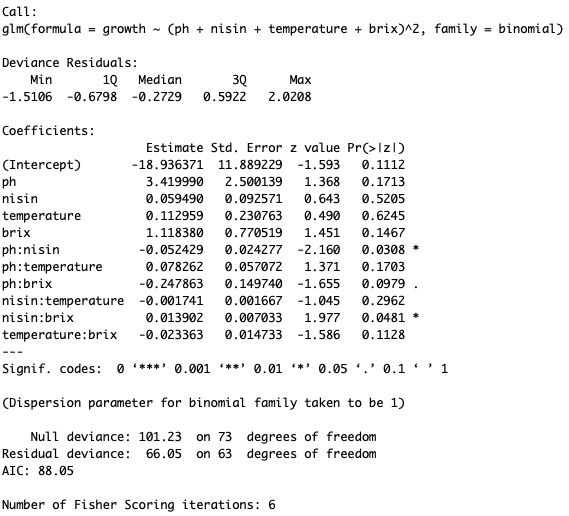 Call:
glm(formula = growth ~ (ph + nisin + temperature + brix)^2, family = binomial)
Deviance Residuals:
Min 1Q Median 3Q Max
-1.5106 -0.6798 -0.2729 0.5922 2.0208
Coefficients:
Estimate Std. Error z value Pr(>|z|)
(Intercept) -18.936371 11.889229 -1.593 0.1112
ph 3.419990 2.500139 1.368 0.1713
nisin 0.059490 0.092571 0.643 0.5205
temperature 0.112959 0.230763 0.490 0.6245
brix 1.118380 0.770519 1.451 0.1467
ph:nisin -0.052429 0.024277 -2.160 0.0308 *
ph:temperature 0.078262 0.057072 1.371 0.1703
ph:brix -0.247863 0.149740 -1.655 0.0979 .
nisin:temperature -0.001741 0.001667 -1.045 0.2962
nisin:brix 0.013902 0.007033 1.977 0.0481 *
temperature:brix -0.023363 0.014733 -1.586 0.1128
---
Signif. codes: 0 ‘***’ 0.001 ‘**’ 0.01 ‘*’ 0.05 ‘.’ 0.1 ‘ ’ 1
(Dispersion parameter for binomial family taken to be 1)
Null deviance: 101.23 on 73 degrees of freedom
Residual deviance: 66.05 on 63 degrees of freedom
AIC: 88.05
Number of Fisher Scoring iterations: 6